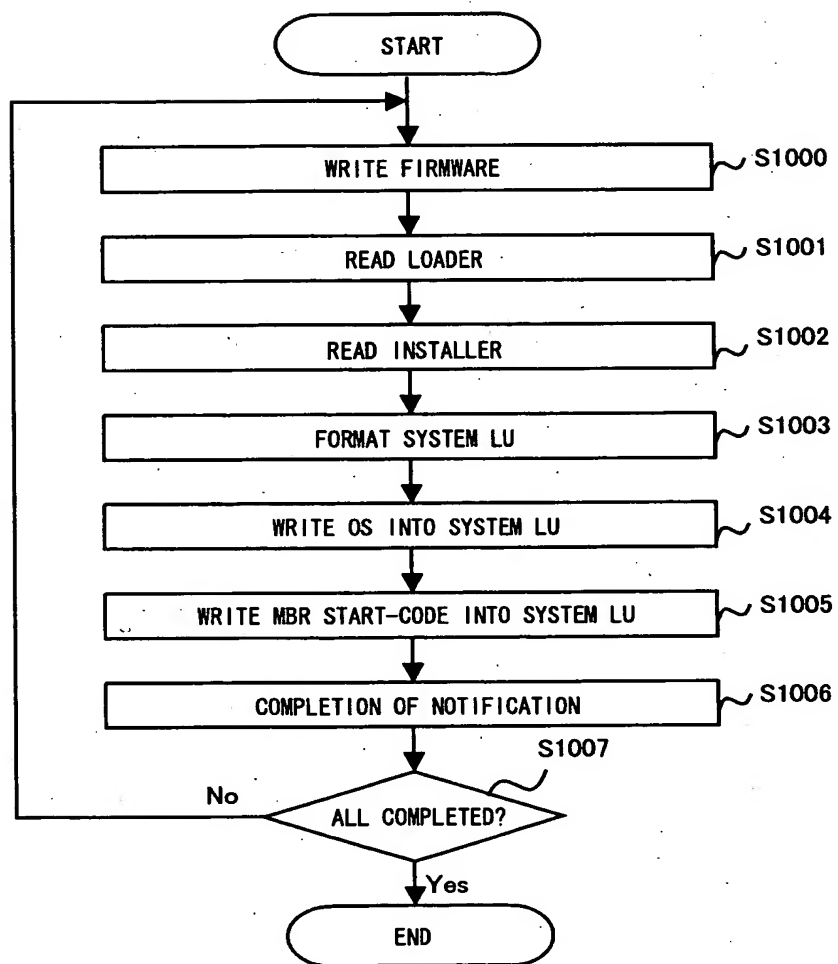 START
WRITE FIRMWARE
S1000
READ LOADER
S1001
READ INSTALLER
S1002
FORMAT SYSTEM LU
S1003
WRITE OS INTO SYSTEM LU
S1004
WRITE MBR START-CODE INTO SYSTEM LU
S1005
COMPLETION OF NOTIFICATION
S1006
S1007
No
ALL COMPLETED?
Yes
END